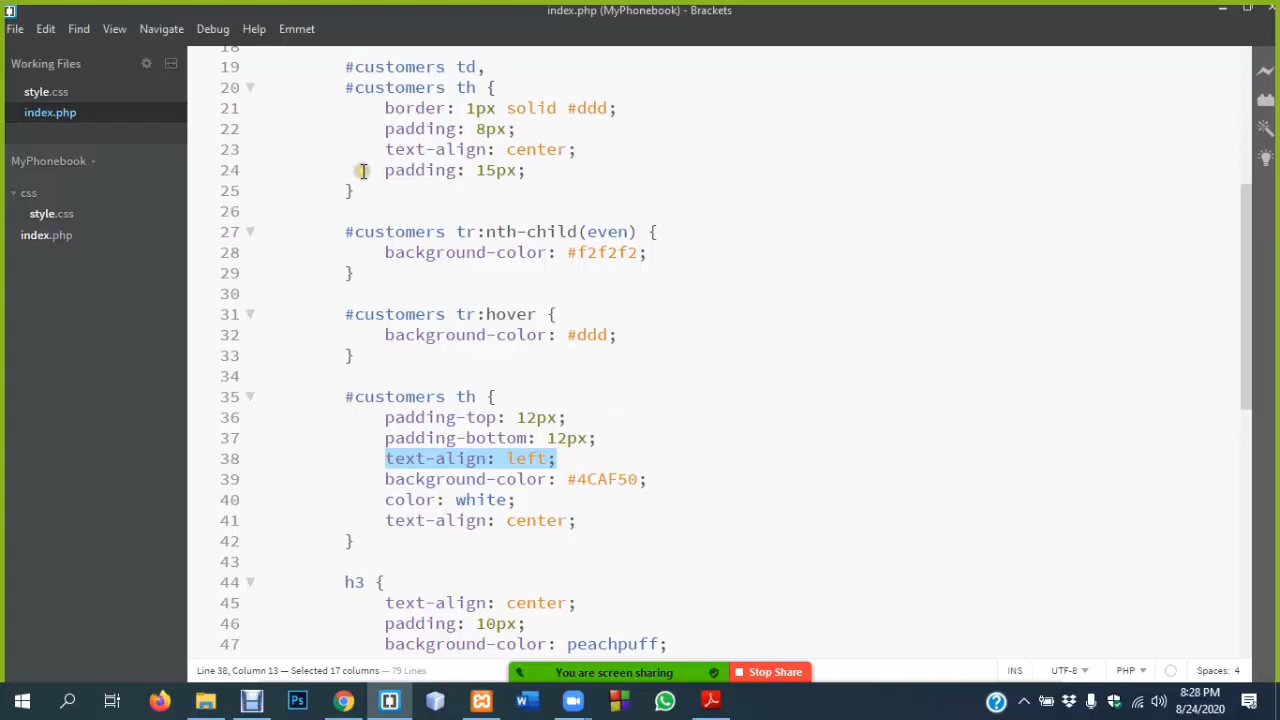 index.php (MyPhonebook) - Brackets
File Edit Find View Navigate Debug Help Emmet
Working Files
style.css
index.php
MyPhonebook
css
style.css
index.php
18
19 #customers td,
20 #customers th {
21 border: 1px solid #ddd;
22 padding: 8px;
23 text-align: center;
24 padding: 15px;
25 }
26
27 #customers tr:nth-child(even) {
28 background-color: #f2f2f2;
29 }
30
31 #customers tr:hover {
32 background-color: #ddd;
33 }
34
35 #customers th {
36 padding-top: 12px;
37 padding-bottom: 12px;
38 text-align: left;
39 background-color: #4CAF50;
40 color: white;
41 text-align: center;
42 }
43
44 h3 {
45 text-align: center;
46 padding: 10px;
47 background-color: peachpuff;
Line 38, Column 13 — Selected 17 columns — 79 Lines
You are screen sharing Stop Share
INS UTF-8 PHP Spaces: 4
8:28 PM
8/24/2020